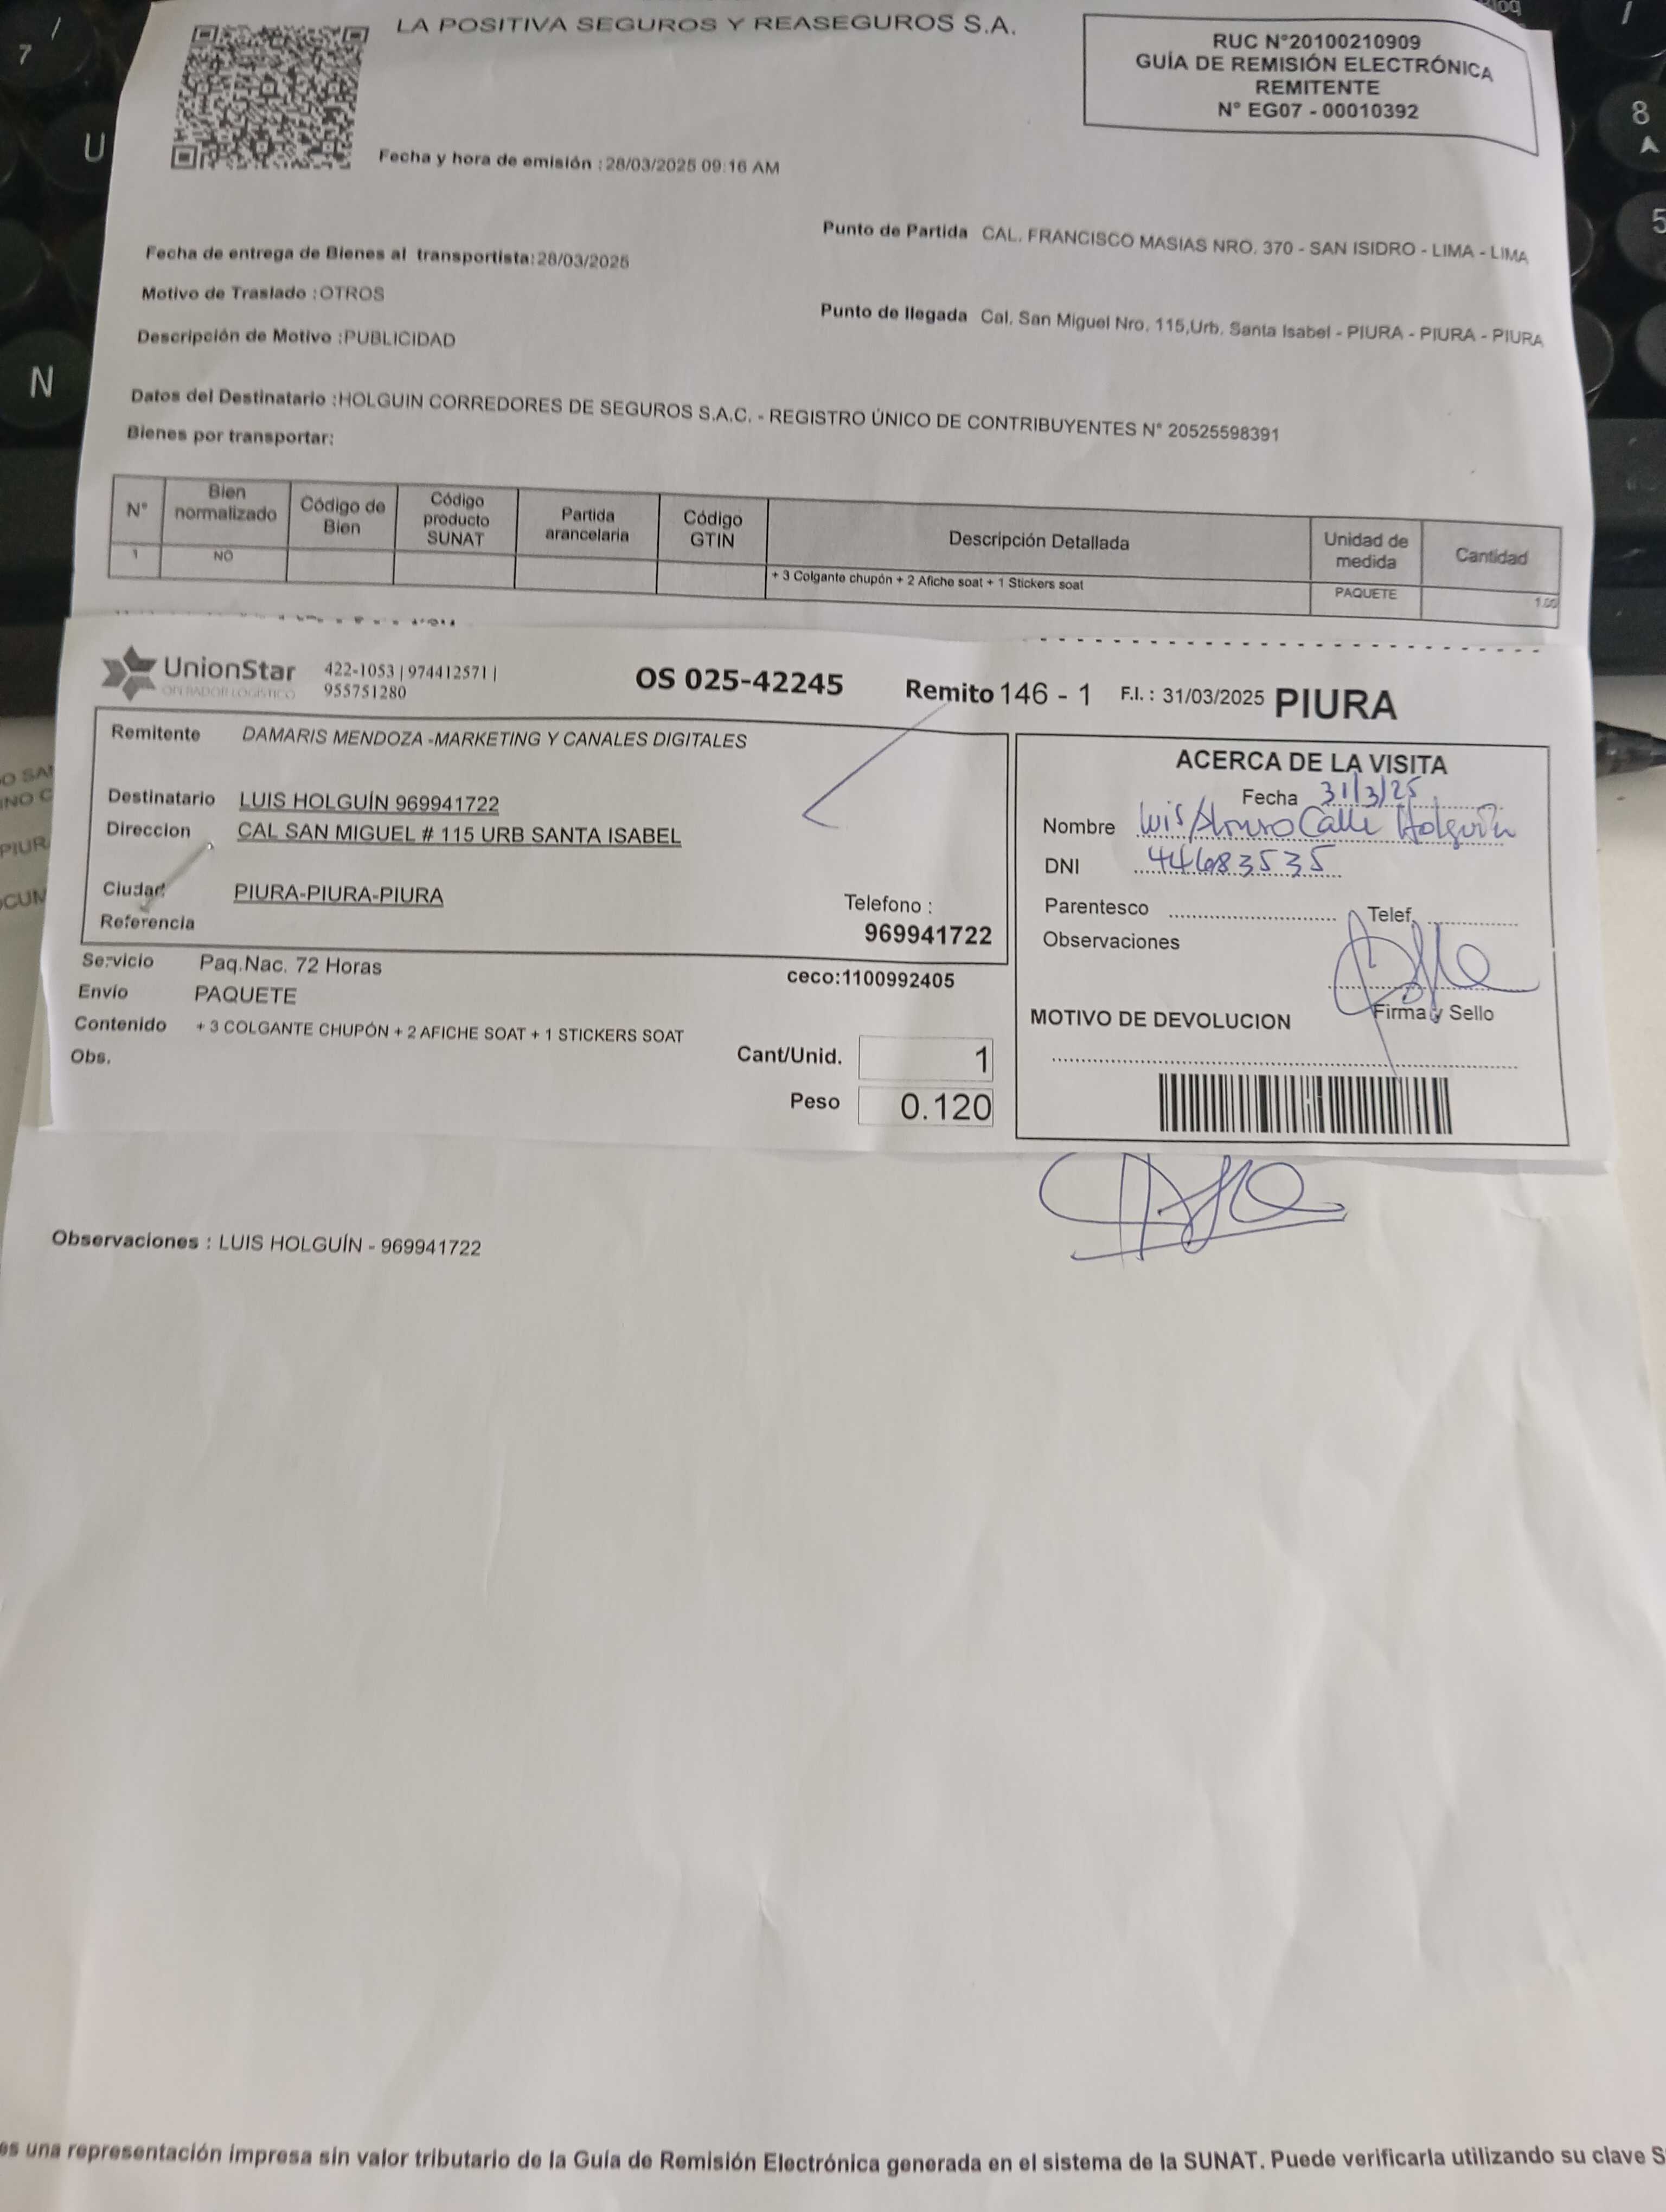 LA POSITIVA SEGUROS Y REASEGUROS S.A.
RUC N°20100210909
GUÍA DE REMISIÓN ELECTRÓNICA
REMITENTE
N° EG07 - 00010392
Fecha y hora de emisión : 28/03/2025 09:16 AM
Fecha de entrega de Bienes al transportista: 28/03/2025
Motivo de Traslado : OTROS
Descripción de Motivo : PUBLICIDAD
Punto de Partida CAL. FRANCISCO MASIAS NRO. 370 - SAN ISIDRO - LIMA - LIMA
Punto de llegada Cal. San Miguel Nro. 115,Urb. Santa Isabel - PIURA - PIURA - PIURA
Datos del Destinatario : HOLGUIN CORREDORES DE SEGUROS S.A.C. - REGISTRO ÚNICO DE CONTRIBUYENTES N° 20525598391
Bienes por transportar:
N° Bien normalizado Código de Bien Código producto SUNAT Partida arancelaria Código GTIN Descripción Detallada Unidad de medida Cantidad
1 NO + 3 Colgante chupón + 2 Afiche soat + 1 Stickers soat PAQUETE 1.00
UnionStar
OPERADOR LOGISTICO
422-1053 | 974412571 |
955751280
OS 025-42245 Remito 146 - 1 F.I. : 31/03/2025 PIURA
Remitente DAMARIS MENDOZA -MARKETING Y CANALES DIGITALES
Destinatario LUIS HOLGUÍN 969941722
Direccion CAL SAN MIGUEL # 115 URB SANTA ISABEL
Ciudad PIURA-PIURA-PIURA
Referencia
Telefono :
969941722
Servicio Paq.Nac. 72 Horas
ceco:1100992405
Envío PAQUETE
Contenido + 3 COLGANTE CHUPÓN + 2 AFICHE SOAT + 1 STICKERS SOAT
Obs.
Cant/Unid. 1
Peso 0.120
ACERCA DE LA VISITA
Fecha 31/3/25
Nombre Luis Alonso Calle Holguín
DNI 44683535
Parentesco Telef.
Observaciones
Firma y Sello
MOTIVO DE DEVOLUCION
Observaciones : LUIS HOLGUÍN - 969941722
es una representación impresa sin valor tributario de la Guía de Remisión Electrónica generada en el sistema de la SUNAT. Puede verificarla utilizando su clave S